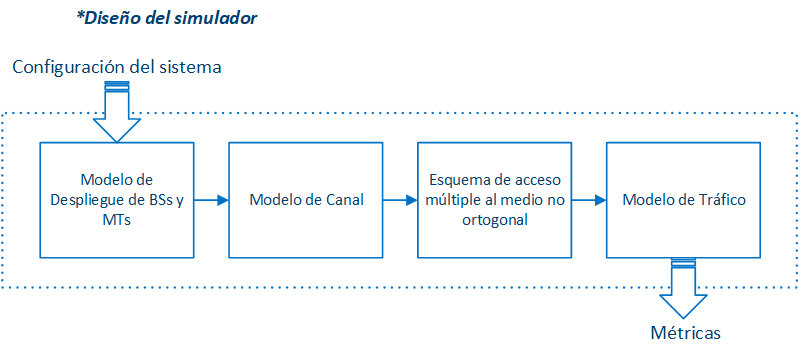 *Diseño del simulador
Configuración del sistema
Modelo de
Despliegue de BSs y
MTs
Modelo de Canal
Esquema de acceso
múltiple al medio no
ortogonal
Modelo de Tráfico
Métricas